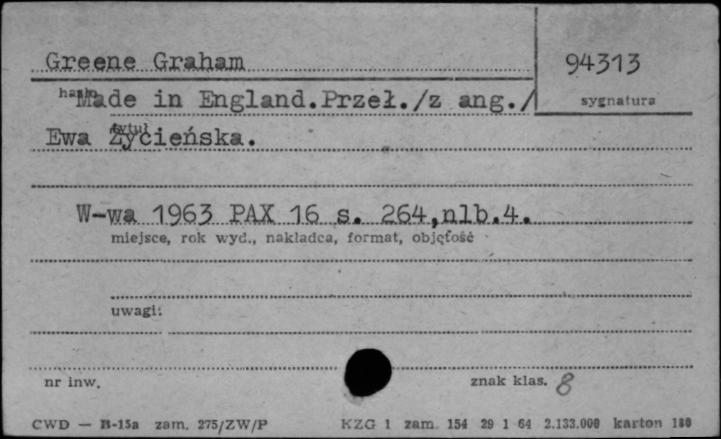 Greene Graham
94313
hasło
sygnatura
Made in England.Przeł./z ang./
tytuł
Ewa Życieńska.
W-wa 1963 PAX 16 s. 264,nlb.4.
miejsce, rok wyd., nakładca, format, objętość
uwagi:
nr inw.
znak klas. 8
CWD — B-15a zam. 275/ZW/P
KZG 1 zam. 154 29 1 64 2.133.000 karton 180